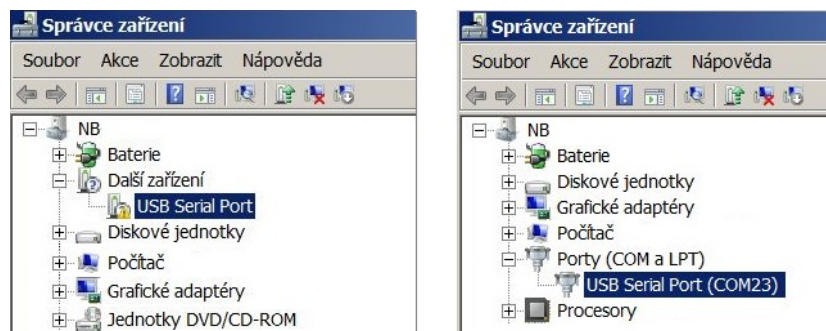 Správce zařízení
Soubor Akce Zobrazit Nápověda
NB
Baterie
Další zařízení
USB Serial Port
Diskové jednotky
Počítač
Grafické adaptéry
Jednotky DVD/CD-ROM
Správce zařízení
Soubor Akce Zobrazit Nápověda
NB
Baterie
Diskové jednotky
Grafické adaptéry
Počítač
Porty (COM a LPT)
USB Serial Port (COM23)
Procesory